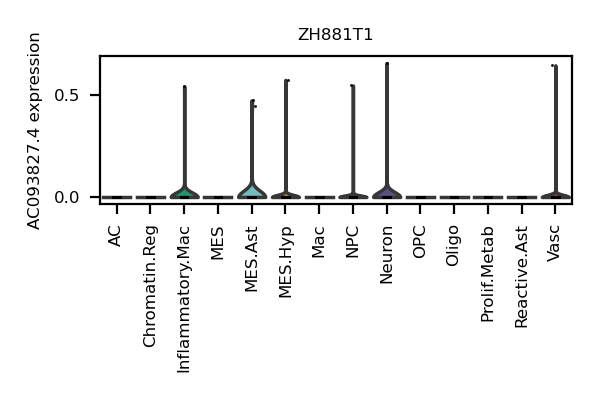 ZH881T1
AC093827.4 expression
0.5
0.0
AC
Chromatin.Reg
Inflammatory.Mac
MES
MES.Ast
MES.Hyp
Mac
NPC
Neuron
OPC
Oligo
Prolif.Metab
Reactive.Ast
Vasc